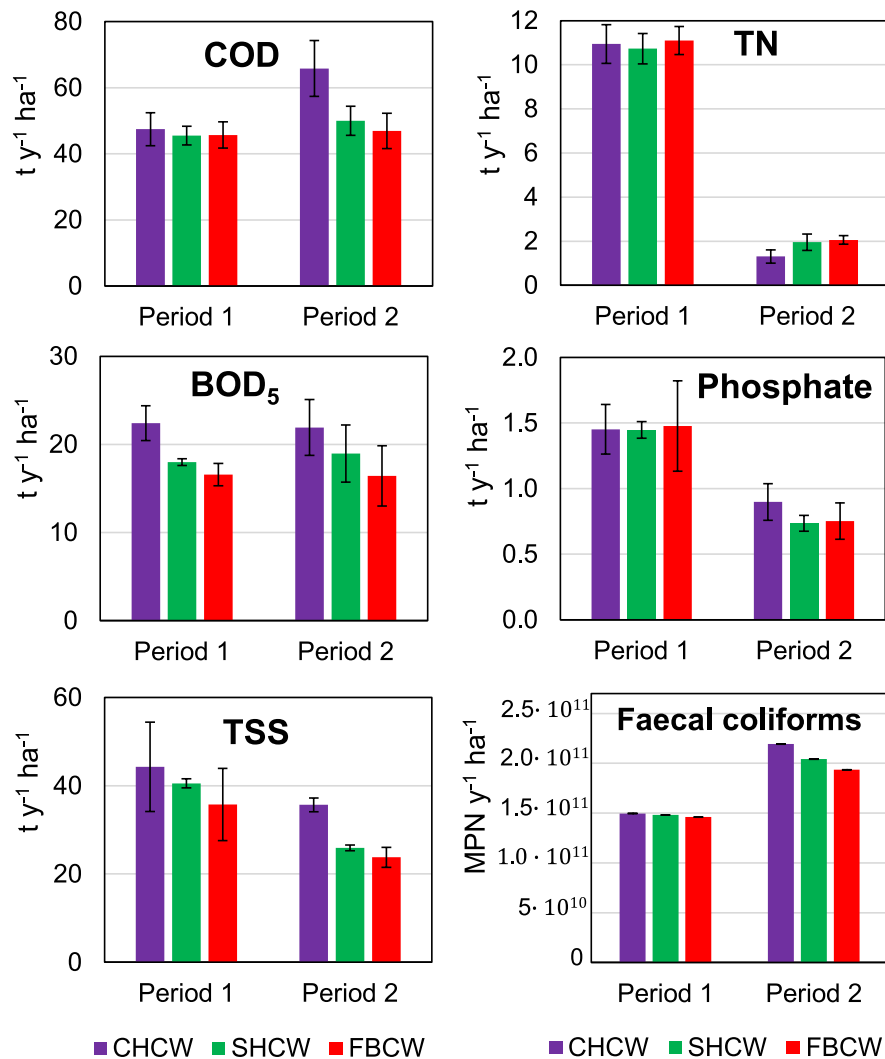 COD
t y⁻¹ ha⁻¹
80
60
40
20
0
Period 1 Period 2
TN
t y⁻¹ ha⁻¹
12
10
8
6
4
2
0
Period 1 Period 2
BOD₅
t y⁻¹ ha⁻¹
30
20
10
0
Period 1 Period 2
Phosphate
t y⁻¹ ha⁻¹
2.0
1.5
1.0
0.5
0.0
Period 1 Period 2
TSS
t y⁻¹ ha⁻¹
60
40
20
0
Period 1 Period 2
Faecal coliforms
MPN y⁻¹ ha⁻¹
2.5· 10¹¹
2.0· 10¹¹
1.5· 10¹¹
1.0· 10¹¹
5· 10¹⁰
0
Period 1 Period 2
CHCW SHCW FBCW
CHCW SHCW FBCW